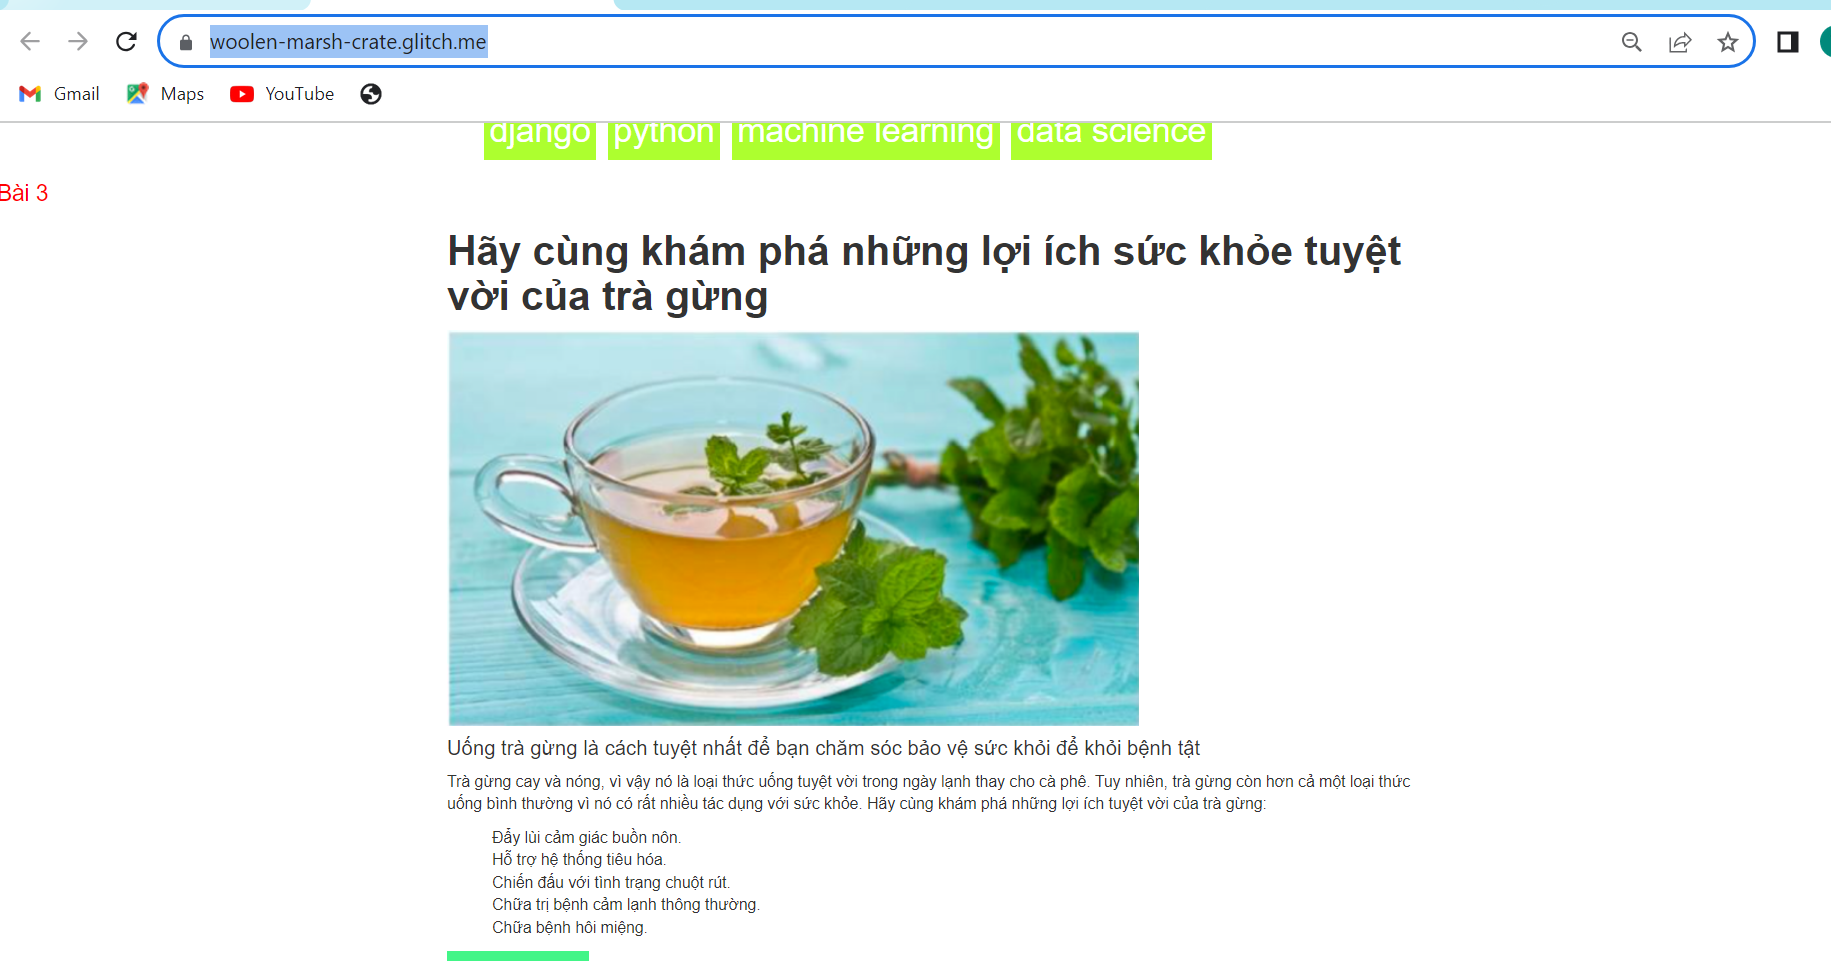 woolen-marsh-crate.glitch.me
Gmail Maps YouTube
django python machine learning data science
Bài 3
Hãy cùng khám phá những lợi ích sức khỏe tuyệt
vời của trà gừng
Uống trà gừng là cách tuyệt nhất để bạn chăm sóc bảo vệ sức khỏi để khỏi bệnh tật
Trà gừng cay và nóng, vì vậy nó là loại thức uống tuyệt vời trong ngày lạnh thay cho cà phê. Tuy nhiên, trà gừng còn hơn cả một loại thức
uống bình thường vì nó có rất nhiều tác dụng với sức khỏe. Hãy cùng khám phá những lợi ích tuyệt vời của trà gừng:
Đẩy lùi cảm giác buồn nôn.
Hỗ trợ hệ thống tiêu hóa.
Chiến đấu với tình trạng chuột rút.
Chữa trị bệnh cảm lạnh thông thường.
Chữa bệnh hôi miệng.